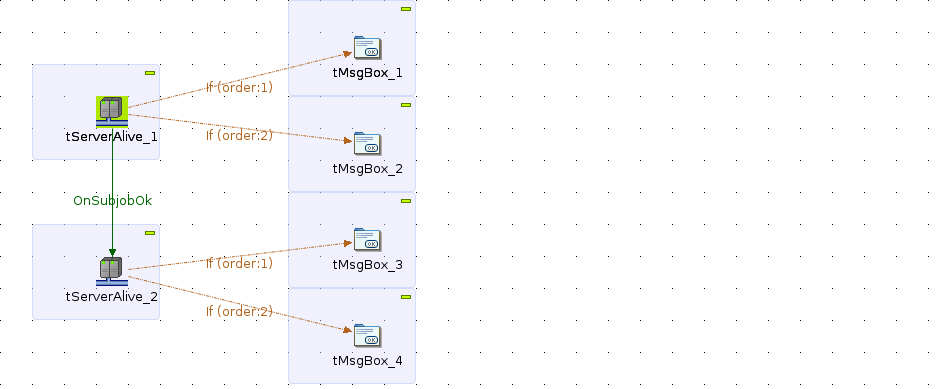 tMsgBox_1
If (order:1)
tServerAlive_1
If (order:2)
tMsgBox_2
OnSubjobOk
tMsgBox_3
If (order:1)
tServerAlive_2
If (order:2)
tMsgBox_4